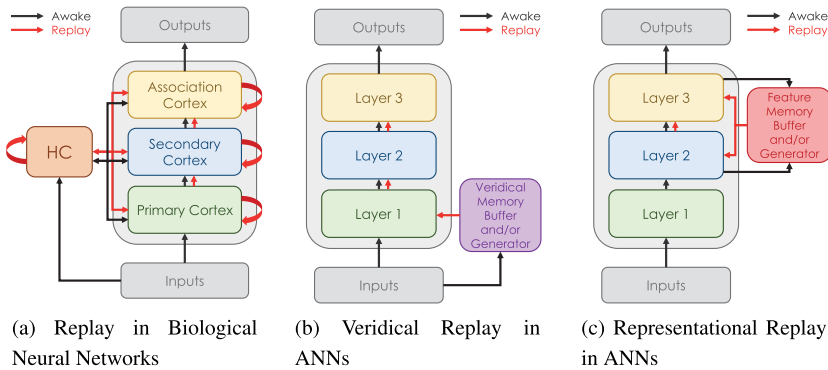 Awake
Replay
Outputs
Association
Cortex
HC
Secondary
Cortex
Primary Cortex
Inputs
(a) Replay in Biological
Neural Networks
Awake
Replay
Outputs
Layer 3
Layer 2
Layer 1
Veridical
Memory
Buffer
and/or
Generator
Inputs
(b) Veridical Replay in
ANNs
Awake
Replay
Outputs
Layer 3
Feature
Memory
Buffer
and/or
Generator
Layer 2
Layer 1
Inputs
(c) Representational Replay
in ANNs